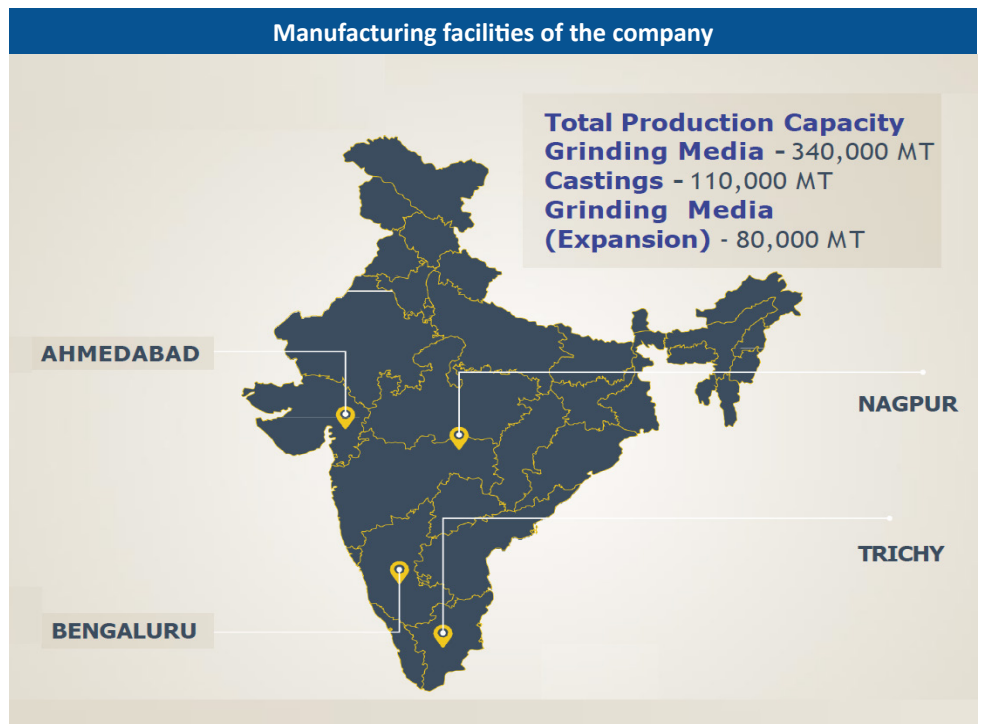 Manufacturing facilities of the company
Total Production Capacity
Grinding Media - 340,000 MT
Castings - 110,000 MT
Grinding Media
(Expansion) - 80,000 MT
AHMEDABAD
NAGPUR
TRICHY
BENGALURU